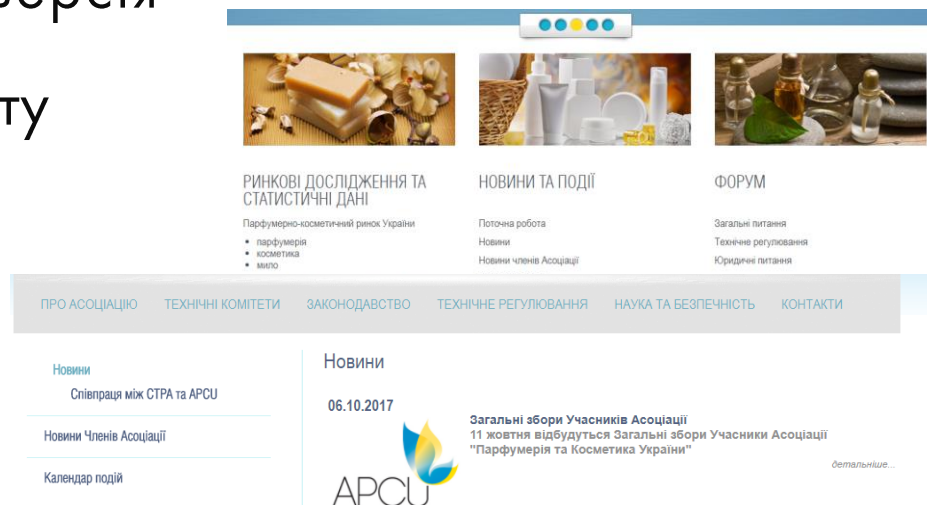 ту
РИНКОВІ ДОСЛІДЖЕННЯ ТА
СТАТИСТИЧНІ ДАНІ
Парфумерно-косметичний ринок України
парфумерія
косметика
мило
НОВИНИ ТА ПОДІЇ
Поточна робота
Новини
Новини членів Асоціації
ФОРУМ
Загальні питання
Технічне регулювання
Юридичні питання
ПРО АСОЦІАЦІЮ ТЕХНІЧНІ КОМІТЕТИ ЗАКОНОДАВСТВО ТЕХНІЧНЕ РЕГУЛЮВАННЯ НАУКА ТА БЕЗПЕЧНІСТЬ КОНТАКТИ
Новини
Співпраця між CTPA та APCU
Новини Членів Асоціації
Календар подій
Новини
06.10.2017
APCU
Загальні збори Учасників Асоціації
11 жовтня відбудуться Загальні збори Учасники Асоціації
"Парфумерія та Косметика України"
детальніше...